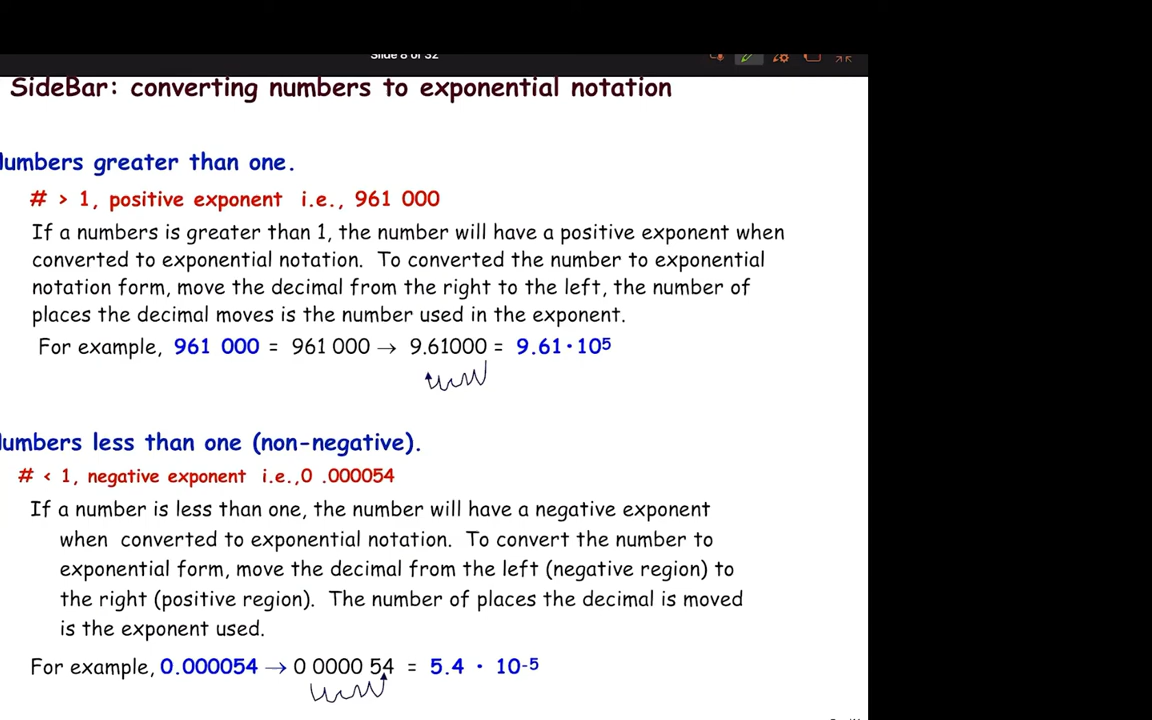 Slide 8 of 32
SideBar: converting numbers to exponential notation
Numbers greater than one.
# > 1, positive exponent i.e., 961 000
If a numbers is greater than 1, the number will have a positive exponent when
converted to exponential notation. To converted the number to exponential
notation form, move the decimal from the right to the left, the number of
places the decimal moves is the number used in the exponent.
For example, 961 000 = 961 000 → 9.61000 = 9.61 · 10⁵
Numbers less than one (non-negative).
# < 1, negative exponent i.e.,0 .000054
If a number is less than one, the number will have a negative exponent
when converted to exponential notation. To convert the number to
exponential form, move the decimal from the left (negative region) to
the right (positive region). The number of places the decimal is moved
is the exponent used.
For example, 0.000054 → 0 0000 54 = 5.4 · 10⁻⁵